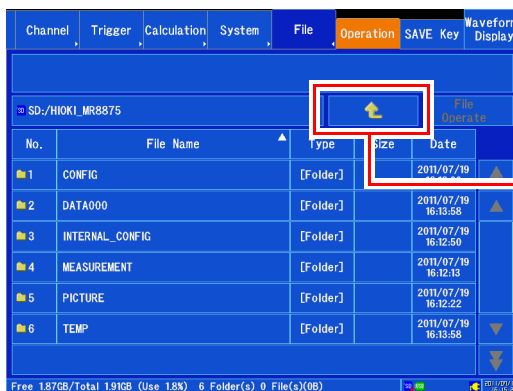 Channel Trigger Calculation System File Operation SAVE Key Waveform Display
SD:/HIOKI_MR8875 File Operate
No. File Name Type Size Date
1 CONFIG [Folder] 2011/07/19
2 DATA000 [Folder] 2011/07/19 16:13:58
3 INTERNAL_CONFIG [Folder] 2011/07/19 16:12:50
4 MEASUREMENT [Folder] 2011/07/19 16:12:13
5 PICTURE [Folder] 2011/07/19 16:12:22
6 TEMP [Folder] 2011/07/19 16:13:58
Free 1.87GB/Total 1.91GB (Use 1.8%) 6 Folder(s) 0 File(s)(0B) SD